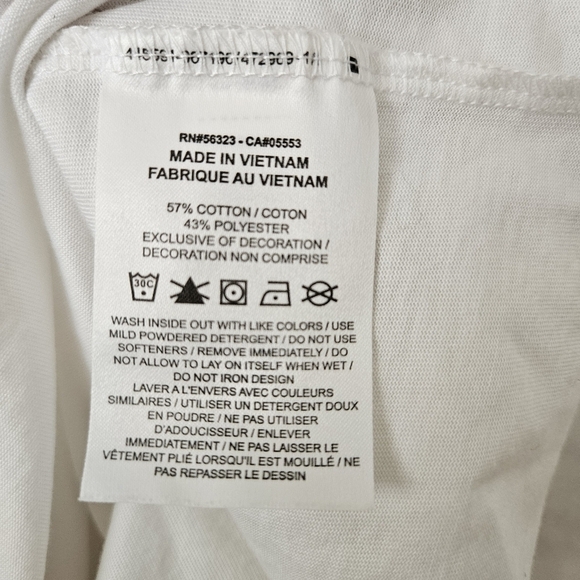 RN#56323 - CA#05553
MADE IN VIETNAM
FABRIQUE AU VIETNAM
57% COTTON / COTON
43% POLYESTER
EXCLUSIVE OF DECORATION /
DECORATION NON COMPRISE
30C
WASH INSIDE OUT WITH LIKE COLORS / USE
MILD POWDERED DETERGENT / DO NOT USE
SOFTENERS / REMOVE IMMEDIATELY / DO
NOT ALLOW TO LAY ON ITSELF WHEN WET /
DO NOT IRON DESIGN
LAVER A L'ENVERS AVEC COULEURS
SIMILAIRES / UTILISER UN DETERGENT DOUX
EN POUDRE / NE PAS UTILISER
D'ADOUCISSEUR / ENLEVER
IMMEDIATEMENT / NE PAS LAISSER LE
VÊTEMENT PLIÉ LORSQU'IL EST MOUILLÉ / NE
PAS REPASSER LE DESSIN